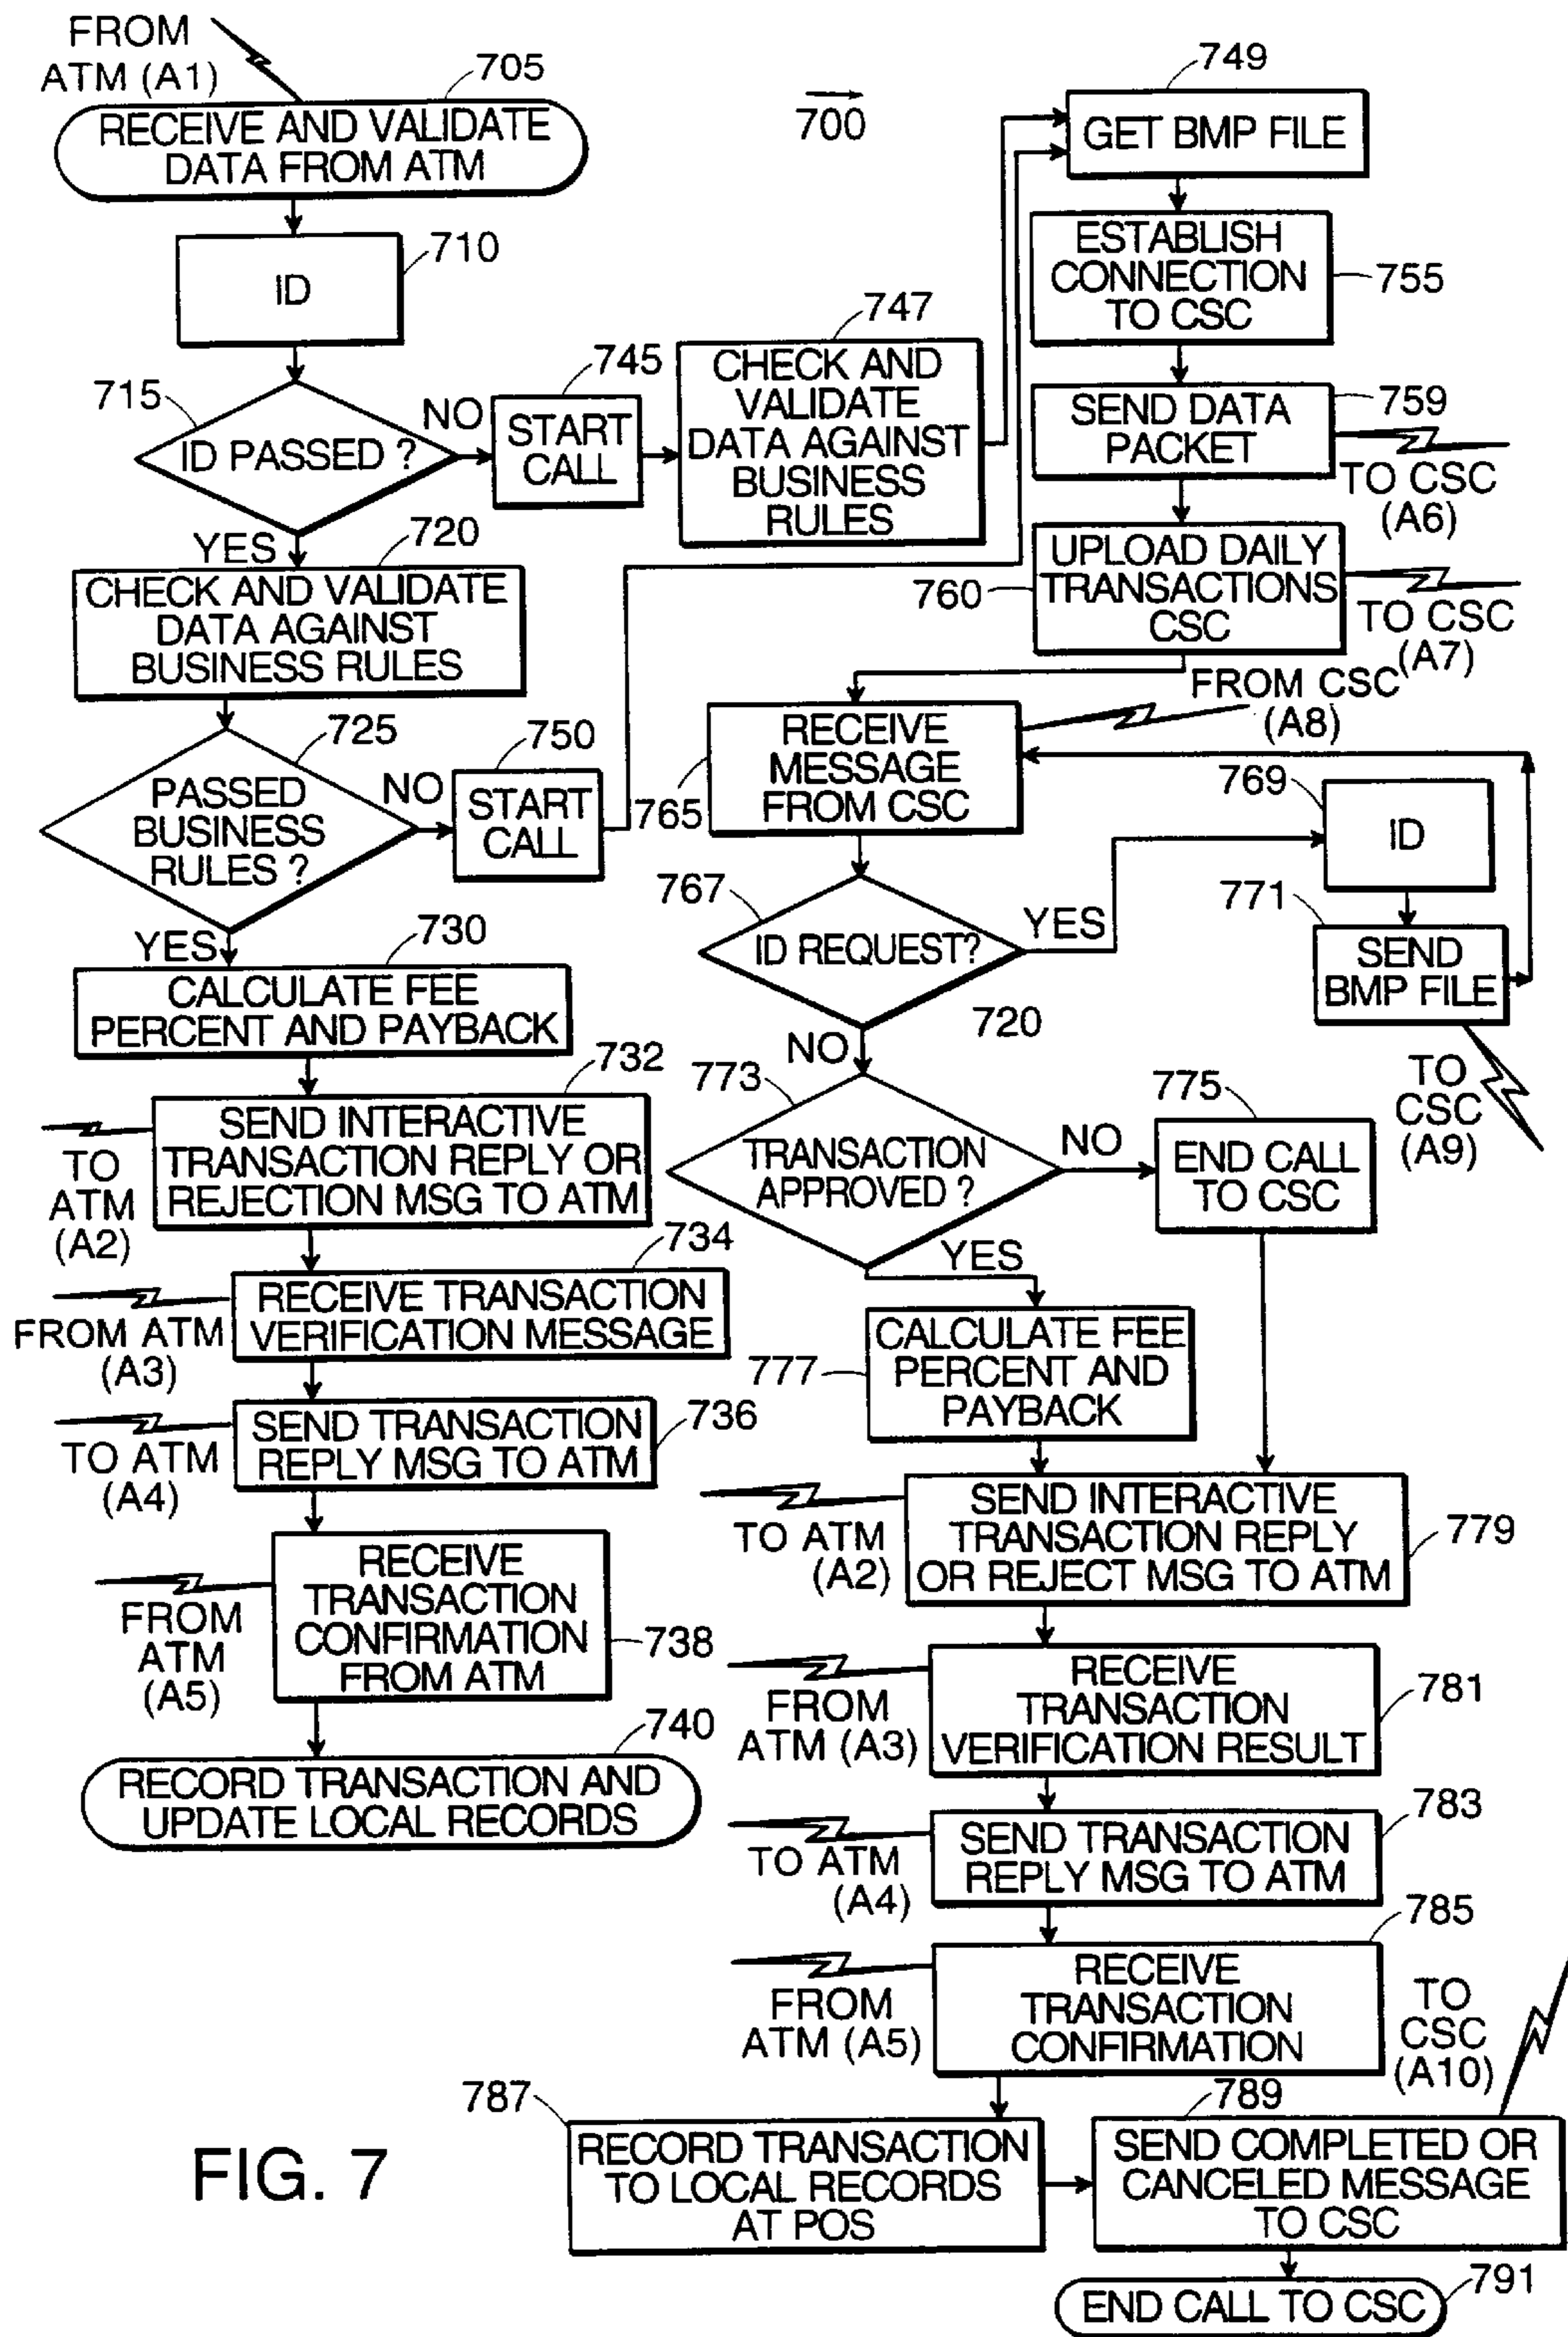 FROM
ATM (A1)
705
RECEIVE AND VALIDATE
DATA FROM ATM
710
ID
715
ID PASSED ?
NO
745
START
CALL
747
CHECK AND
VALIDATE
DATA AGAINST
BUSINESS
RULES
YES
720
CHECK AND VALIDATE
DATA AGAINST
BUSINESS RULES
725
PASSED
BUSINESS
RULES ?
NO
750
START
CALL
YES
730
CALCULATE FEE
PERCENT AND PAYBACK
732
SEND INTERACTIVE
TRANSACTION REPLY OR
REJECTION MSG TO ATM
TO
ATM
(A2)
734
RECEIVE TRANSACTION
VERIFICATION MESSAGE
FROM ATM
(A3)
736
SEND TRANSACTION
REPLY MSG TO ATM
TO ATM
(A4)
RECEIVE
TRANSACTION
CONFIRMATION
FROM ATM
738
FROM
ATM
(A5)
740
RECORD TRANSACTION AND
UPDATE LOCAL RECORDS
700
749
GET BMP FILE
ESTABLISH
CONNECTION
TO CSC
755
SEND DATA
PACKET
759
TO CSC
(A6)
UPLOAD DAILY
TRANSACTIONS
CSC
760
TO CSC
(A7)
FROM CSC
(A8)
RECEIVE
MESSAGE
FROM CSC
765
767
ID REQUEST?
YES
769
ID
771
SEND
BMP FILE
TO
CSC
(A9)
720
NO
773
TRANSACTION
APPROVED ?
NO
775
END CALL
TO CSC
YES
CALCULATE FEE
PERCENT AND
PAYBACK
777
SEND INTERACTIVE
TRANSACTION REPLY
OR REJECT MSG TO ATM
779
TO ATM
(A2)
RECEIVE
TRANSACTION
VERIFICATION RESULT
781
FROM
ATM (A3)
783
SEND TRANSACTION
REPLY MSG TO ATM
TO ATM
(A4)
785
RECEIVE
TRANSACTION
CONFIRMATION
FROM
ATM (A5)
TO
CSC
(A10)
787
RECORD TRANSACTION
TO LOCAL RECORDS
AT POS
789
SEND COMPLETED OR
CANCELED MESSAGE
TO CSC
791
END CALL TO CSC
FIG. 7